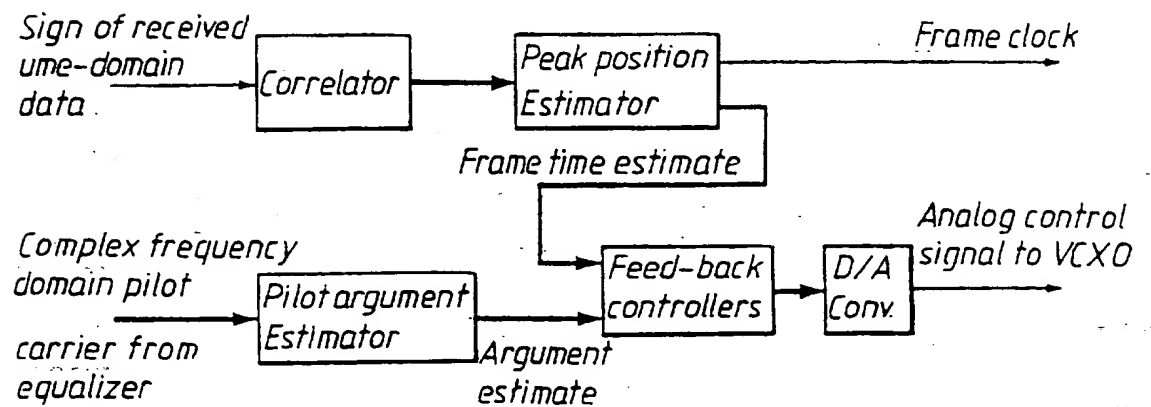 Sign of received
ume-domain
data.
Correlator
Peak position
Estimator
Frame clock
Frame time estimate
Complex frequency
domain pilot
carrier from
equalizer
Pilot argument
Estimator
Argument
estimate
Feed-back
controllers
D/A
Conv.
Analog control
signal to VCXO